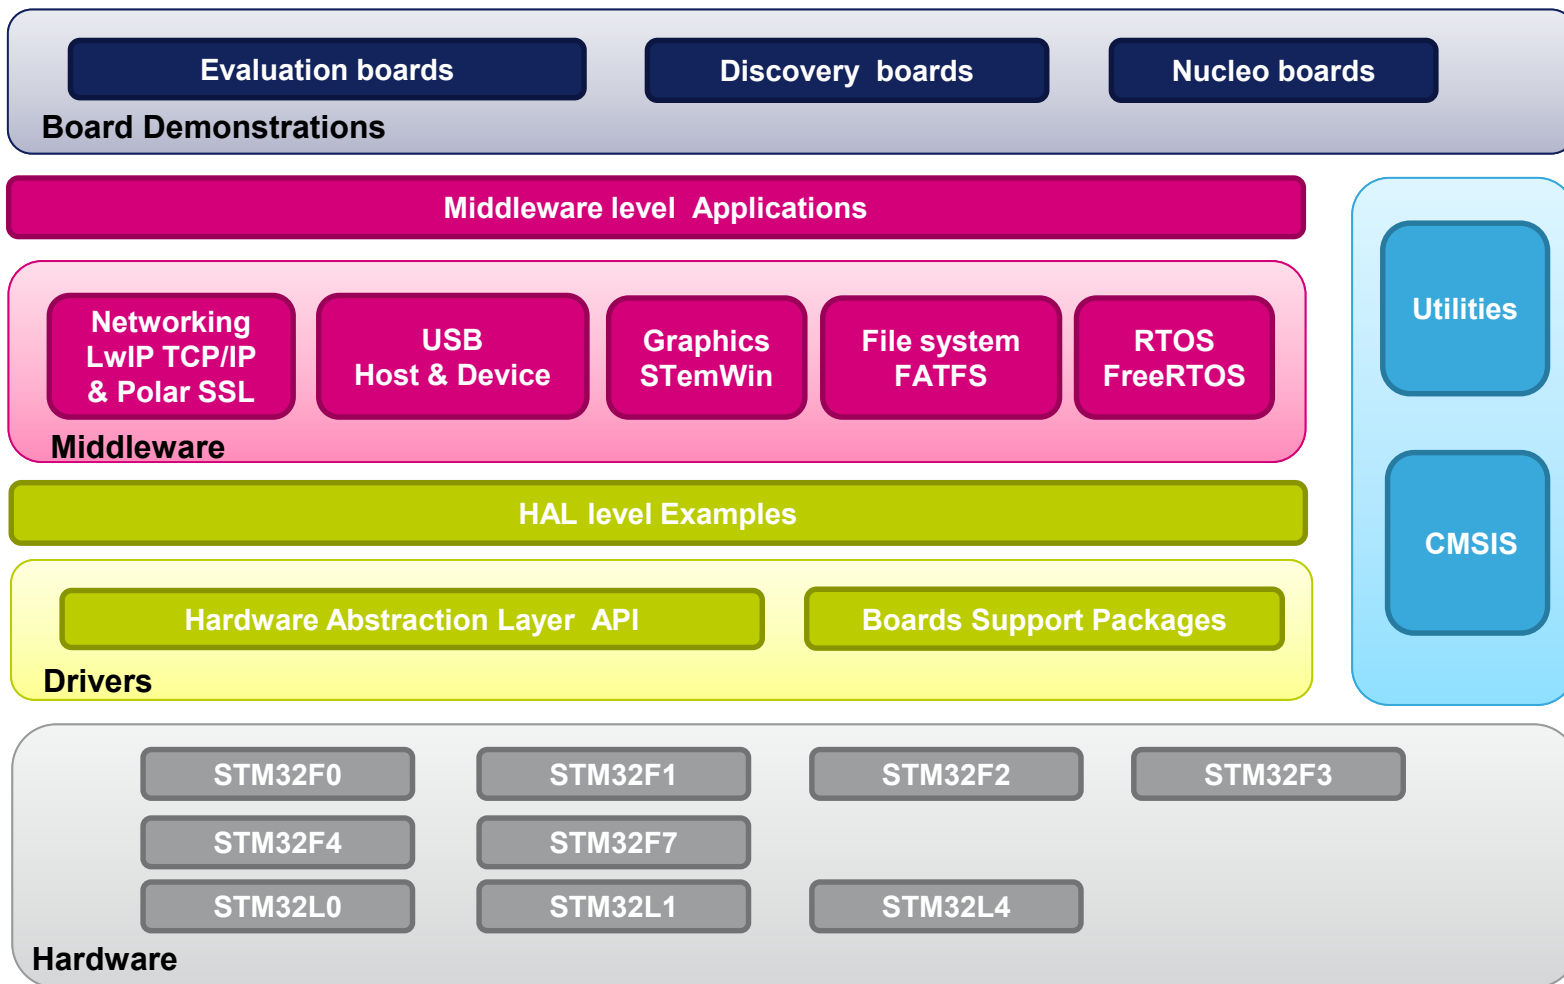 Evaluation boards
Discovery boards
Nucleo boards
Board Demonstrations
Middleware level Applications
Networking
LwIP TCP/IP
& Polar SSL
USB
Host & Device
Graphics
STemWin
File system
FATFS
RTOS
FreeRTOS
Middleware
Utilities
HAL level Examples
CMSIS
Hardware Abstraction Layer API
Boards Support Packages
Drivers
STM32F0
STM32F1
STM32F2
STM32F3
STM32F4
STM32F7
STM32L0
STM32L1
STM32L4
Hardware